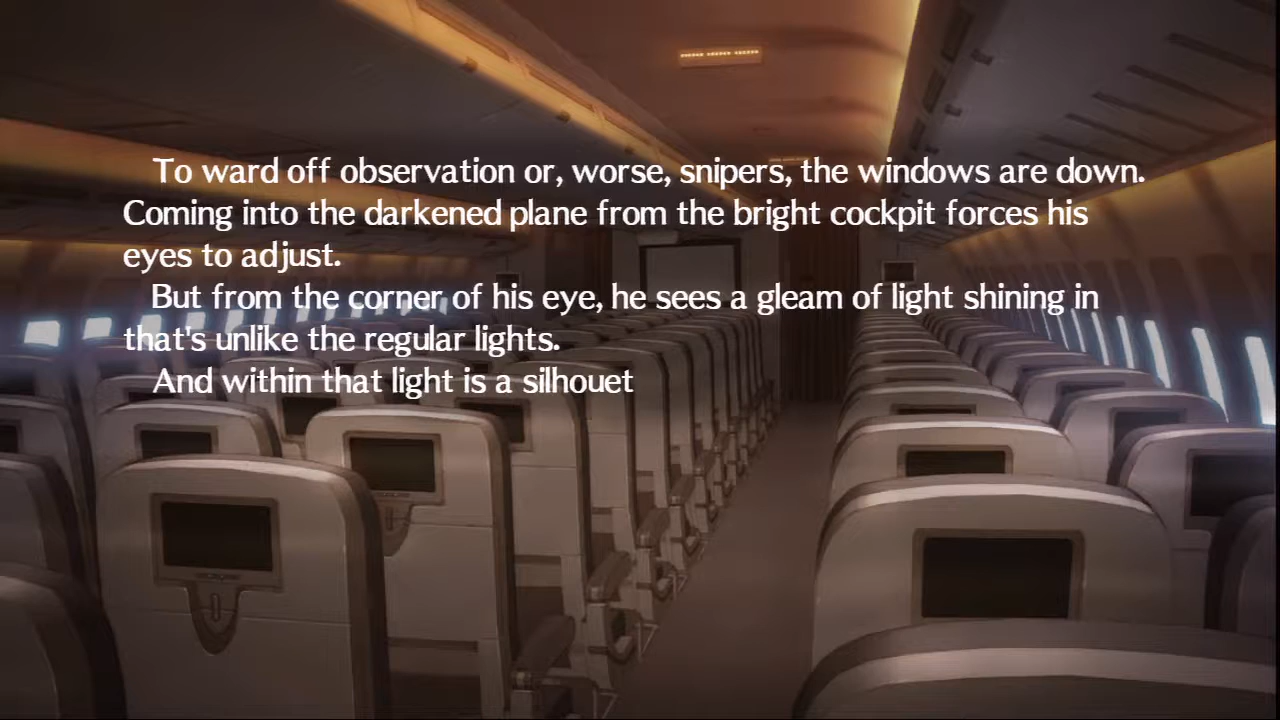 To ward off observation or, worse, snipers, the windows are down.
Coming into the darkened plane from the bright cockpit forces his
eyes to adjust.
But from the corner of his eye, he sees a gleam of light shining in
that's unlike the regular lights.
And within that light is a silhouet